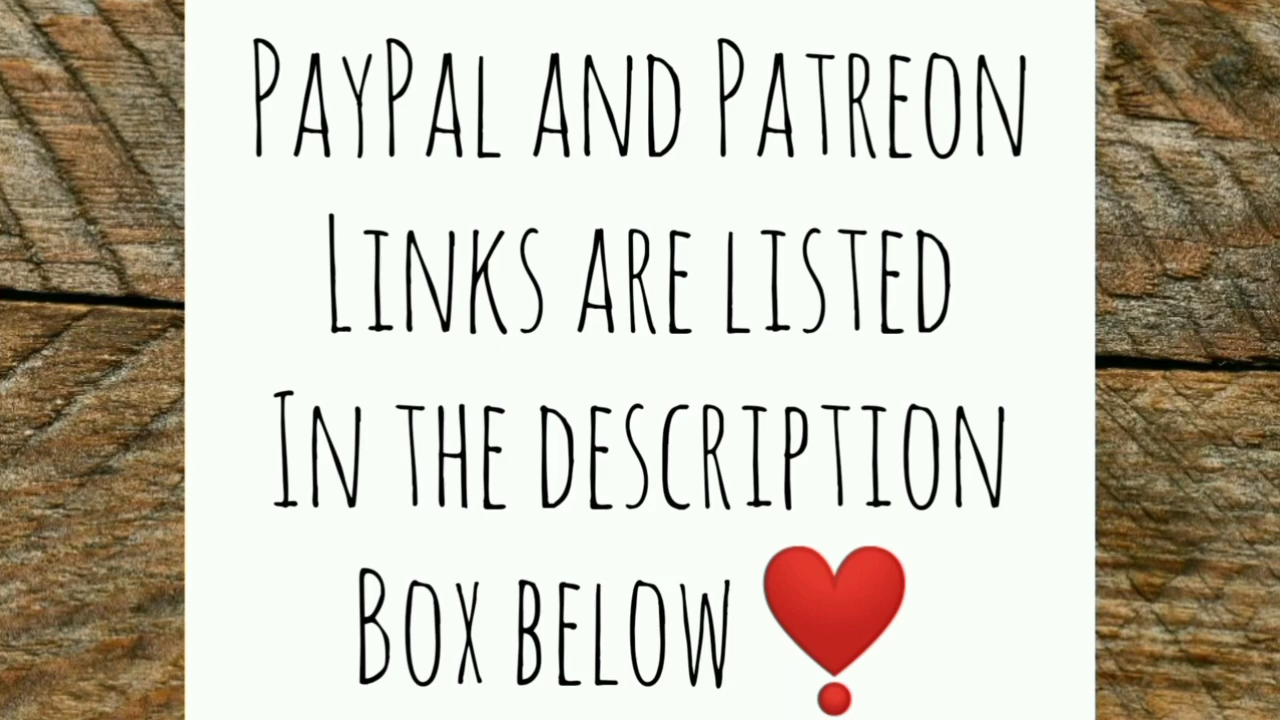 PayPal and Patreon
Links are listed
In the description
Box below ❣